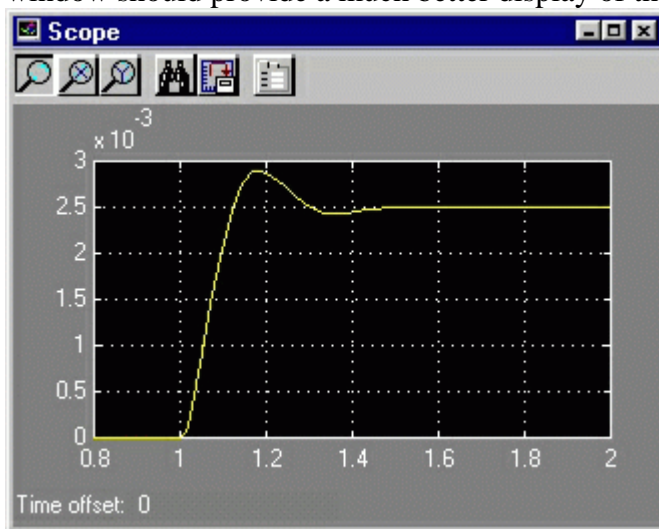 window should provide a much better display of th
Scope
-3
x 10
3
2.5
2
1.5
1
0.5
0
0.8 1 1.2 1.4 1.6 1.8 2
Time offset: 0